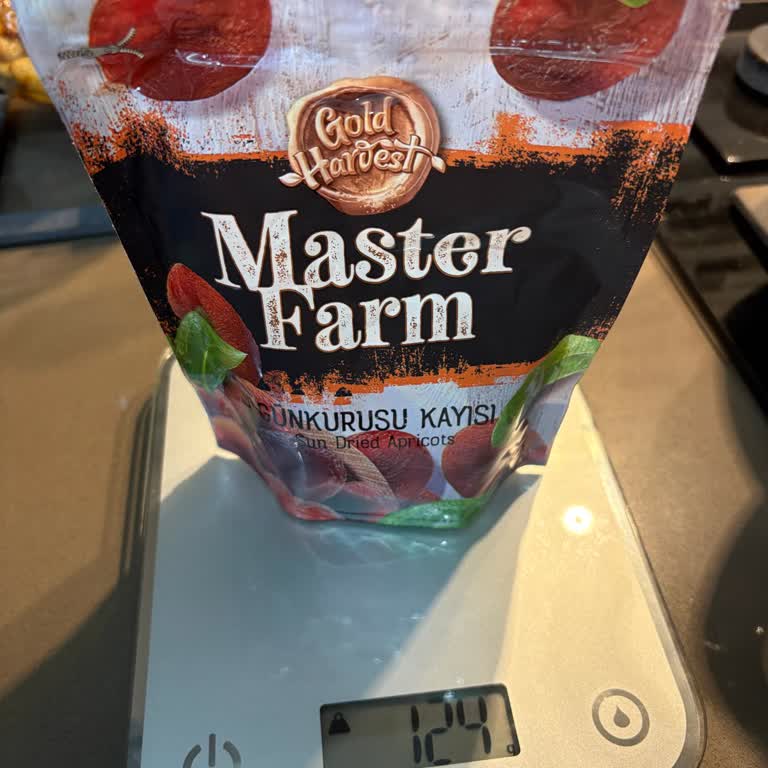 Gold
Harvest
Master
Farm
GÜNKURUSU KAYISI
Sun Dried Apricots
124 g